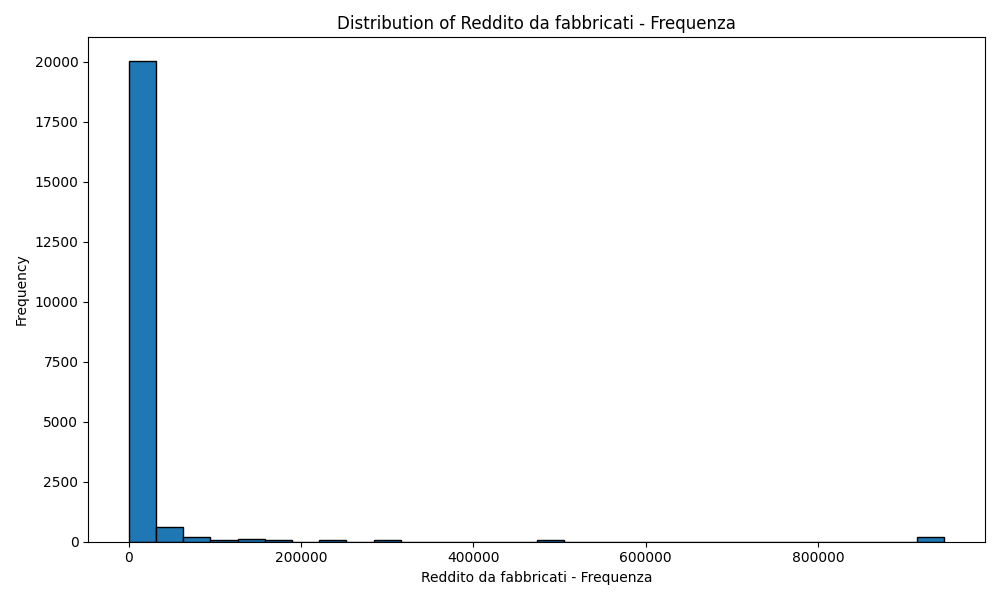 Distribution of Reddito da fabbricati - Frequenza
20000
17500
15000
12500
10000
7500
5000
2500
0
Frequency
0 200000 400000 600000 800000
Reddito da fabbricati - Frequenza